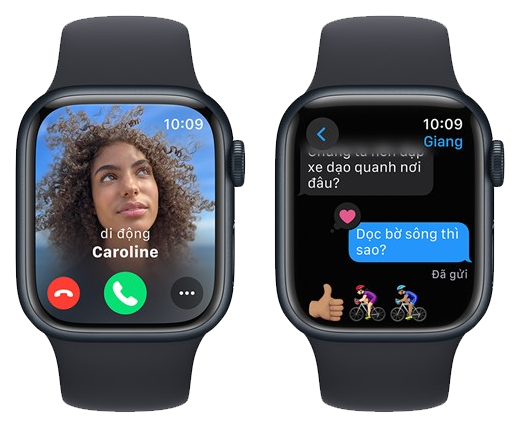 10:09
di động
Caroline
10:09
Giang
xe dạo quanh nơi
đâu?
Dọc bờ sông thì
sao?
Đã gửi